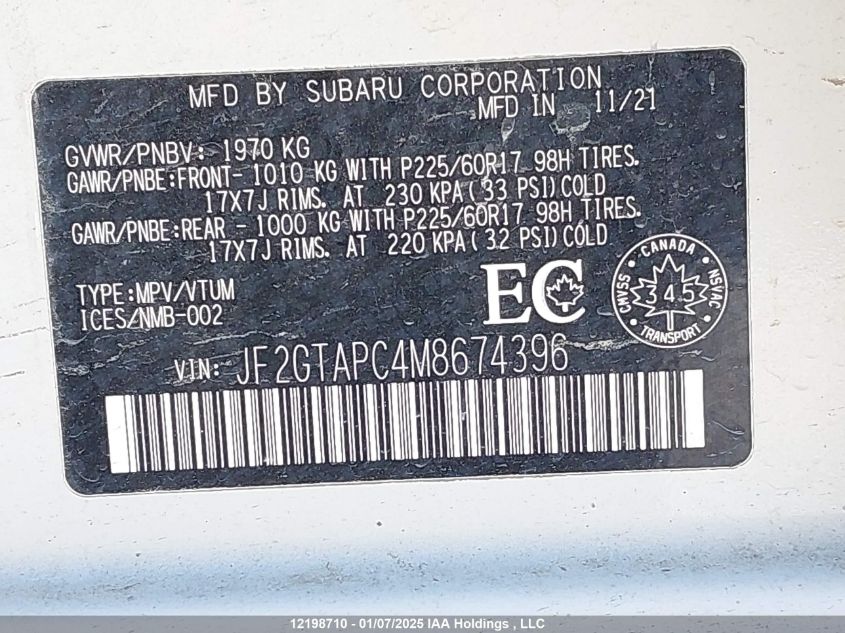 MFD BY SUBARU CORPORATION
MFD IN 11/21
GVWR/PNBV: 1970 KG
GAWR/PNBE:FRONT- 1010 KG WITH P225/60R17 98H TIRES.
17X7J RIMS. AT 230 KPA(33 PSI)COLD
GAWR/PNBE:REAR - 1000 KG WITH P225/60R17 98H TIRES.
17X7J RIMS. AT 220 KPA(32 PSI)COLD
TYPE:MPV/VTUM
ICES/NMB-002
EC
CANADA
CMVSS
345
NSVAC
TRANSPORT
VIN: JF2GTAPC4M8674396
12198710 - 01/07/2025 IAA Holdings , LLC